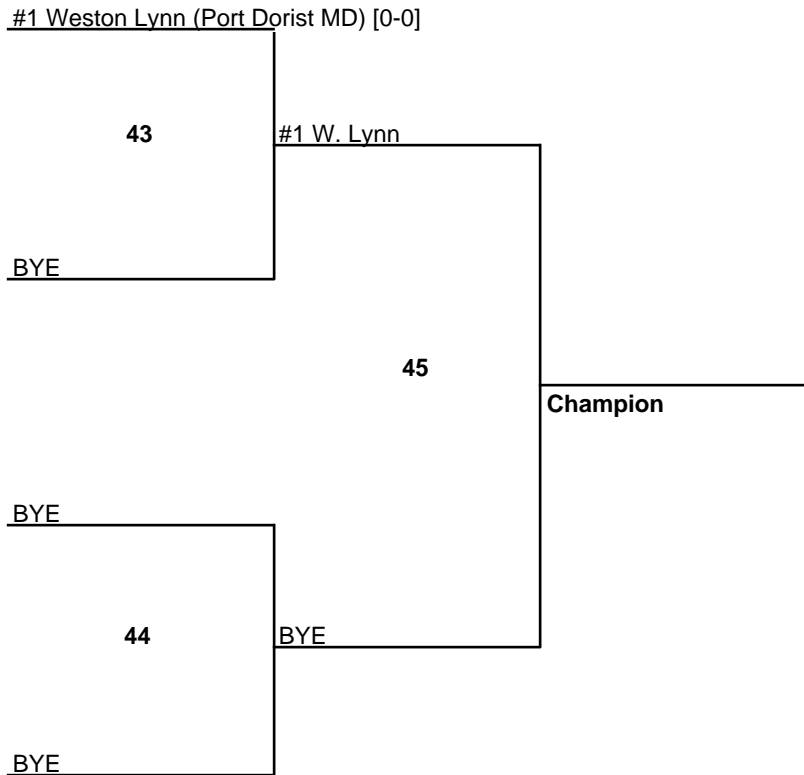 #1 Weston Lynn (Port Dorist MD) [0-0]
43
#1 W. Lynn
BYE
45
Champion
BYE
44
BYE
BYE